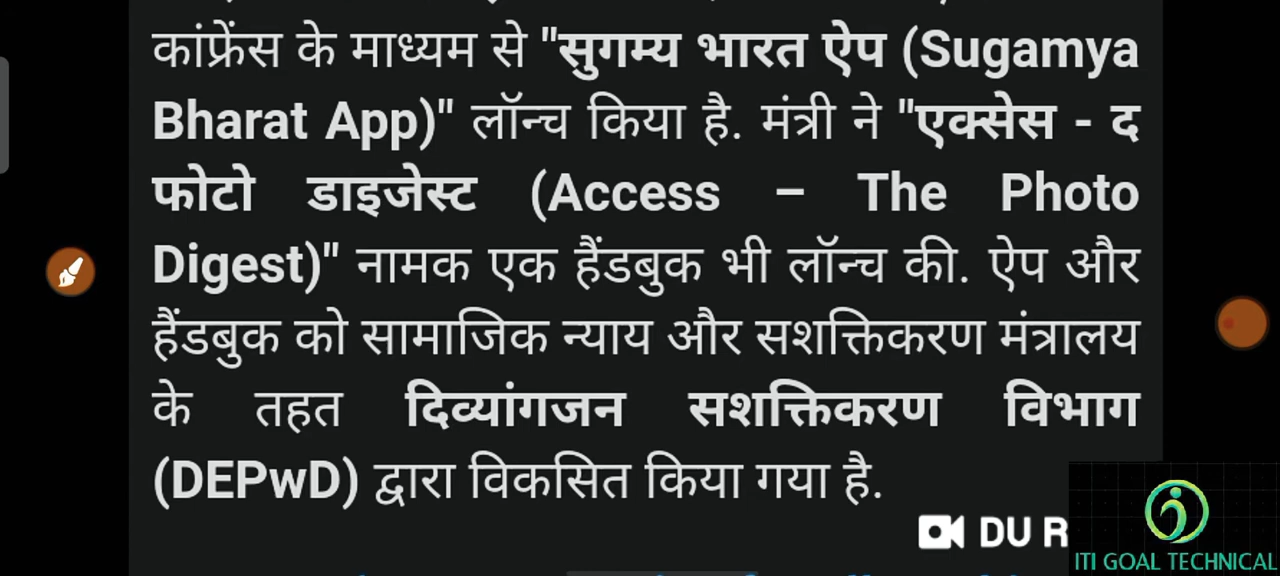 कांफ्रेंस के माध्यम से "सुगम्य भारत ऐप (Sugamya
Bharat App)" लॉन्च किया है. मंत्री ने "एक्सेस - द
फोटो डाइजेस्ट (Access – The Photo
Digest)" नामक एक हैंडबुक भी लॉन्च की. ऐप और
हैंडबुक को सामाजिक न्याय और सशक्तिकरण मंत्रालय
के तहत दिव्यांगजन सशक्तिकरण विभाग
(DEPwD) द्वारा विकसित किया गया है.
DU R
ITI GOAL TECHNICAL